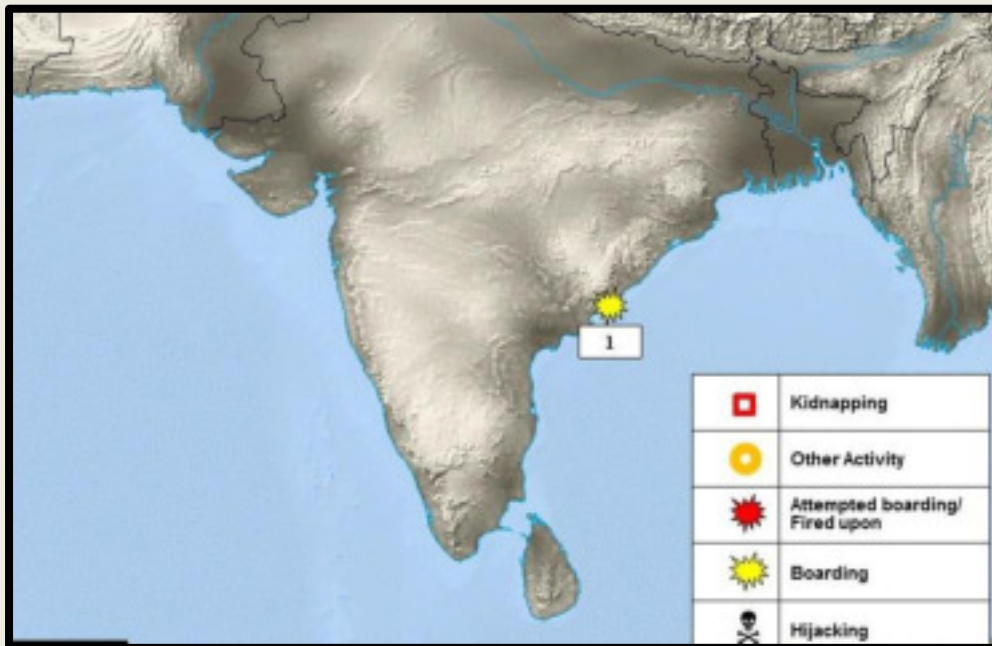 1
Kidnapping
Other Activity
Attempted boarding/
Fired upon
Boarding
Hijacking